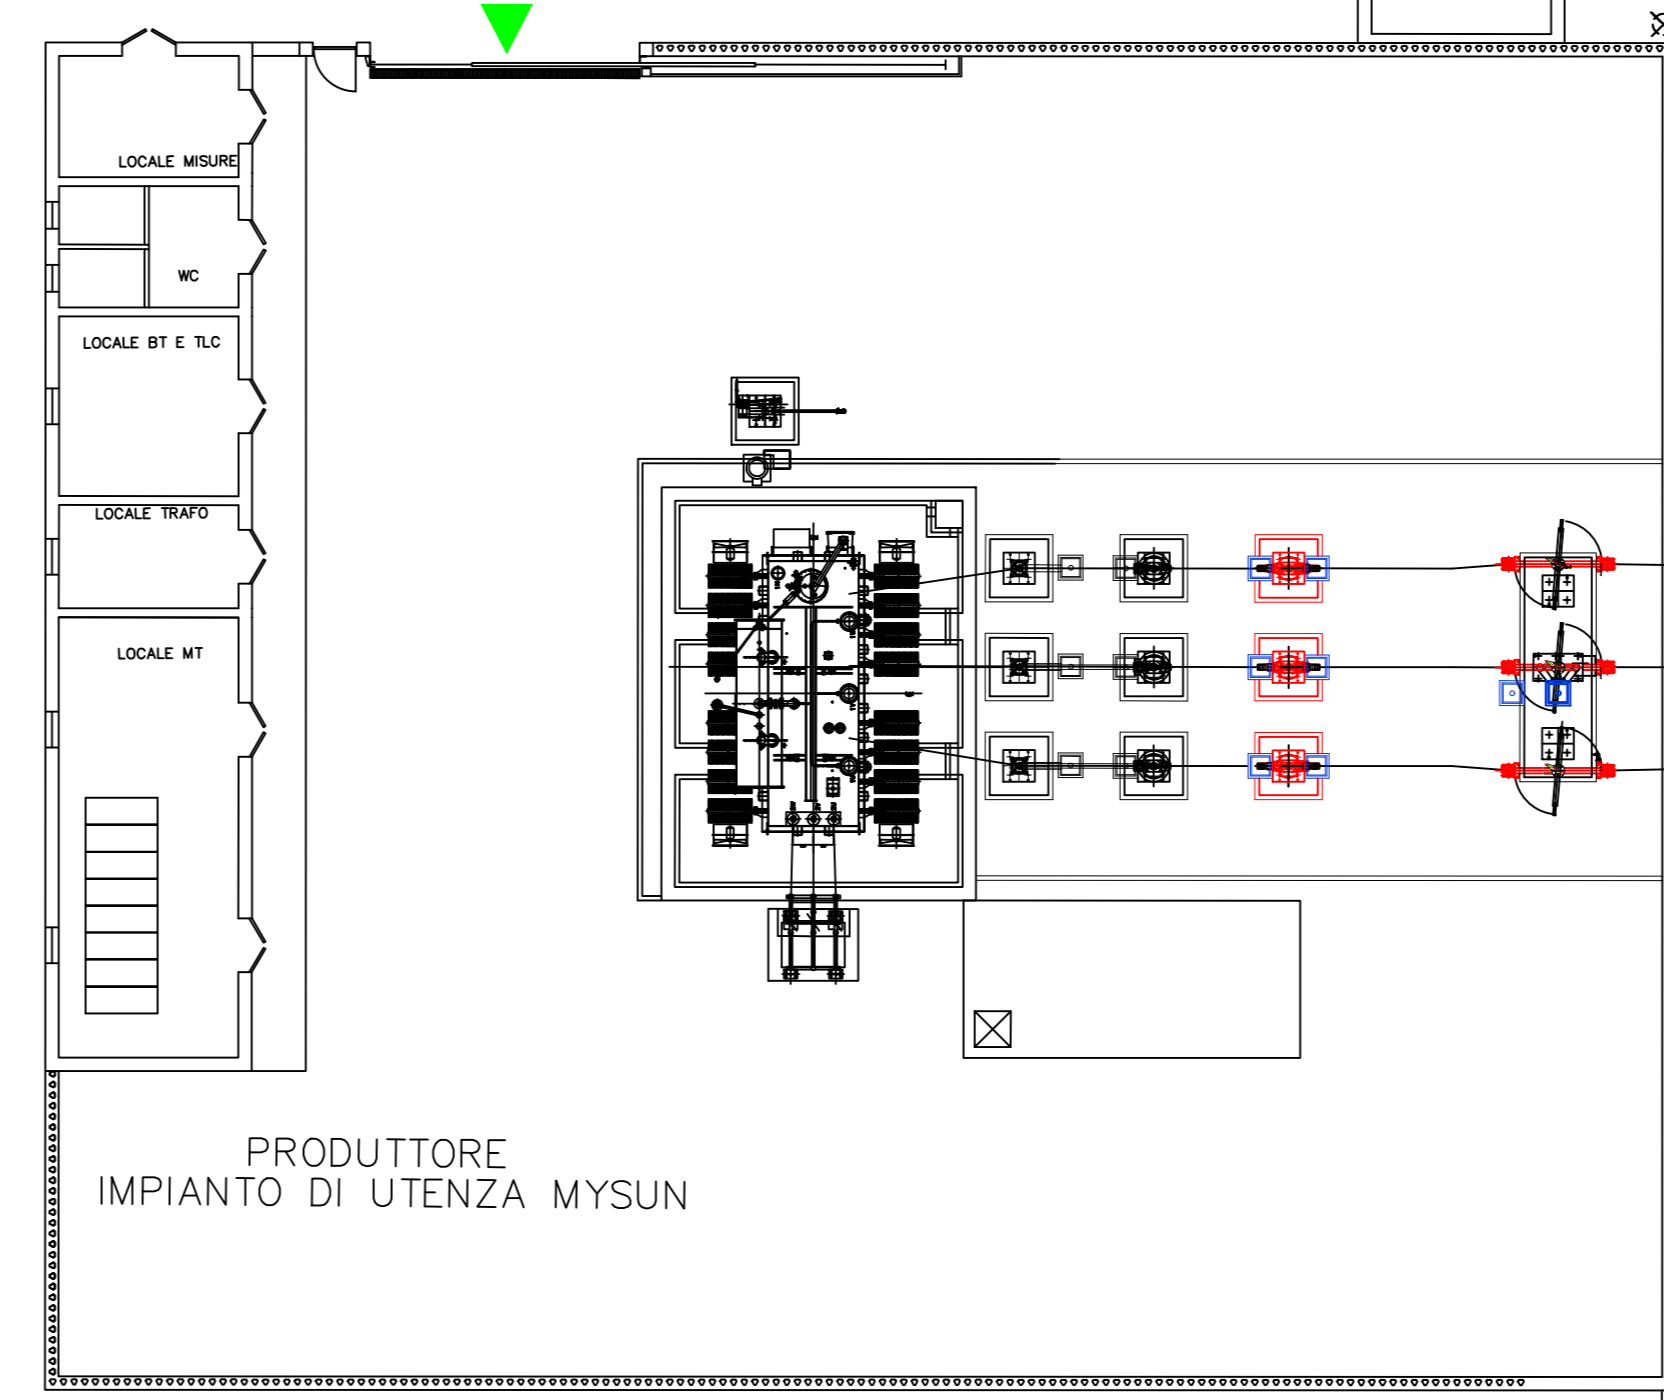 LOCALE MISURE
WC
LOCALE BT E TLC
LOCALE TRAFO
LOCALE MT
PRODUTTORE
IMPIANTO DI UTENZA MYSUN